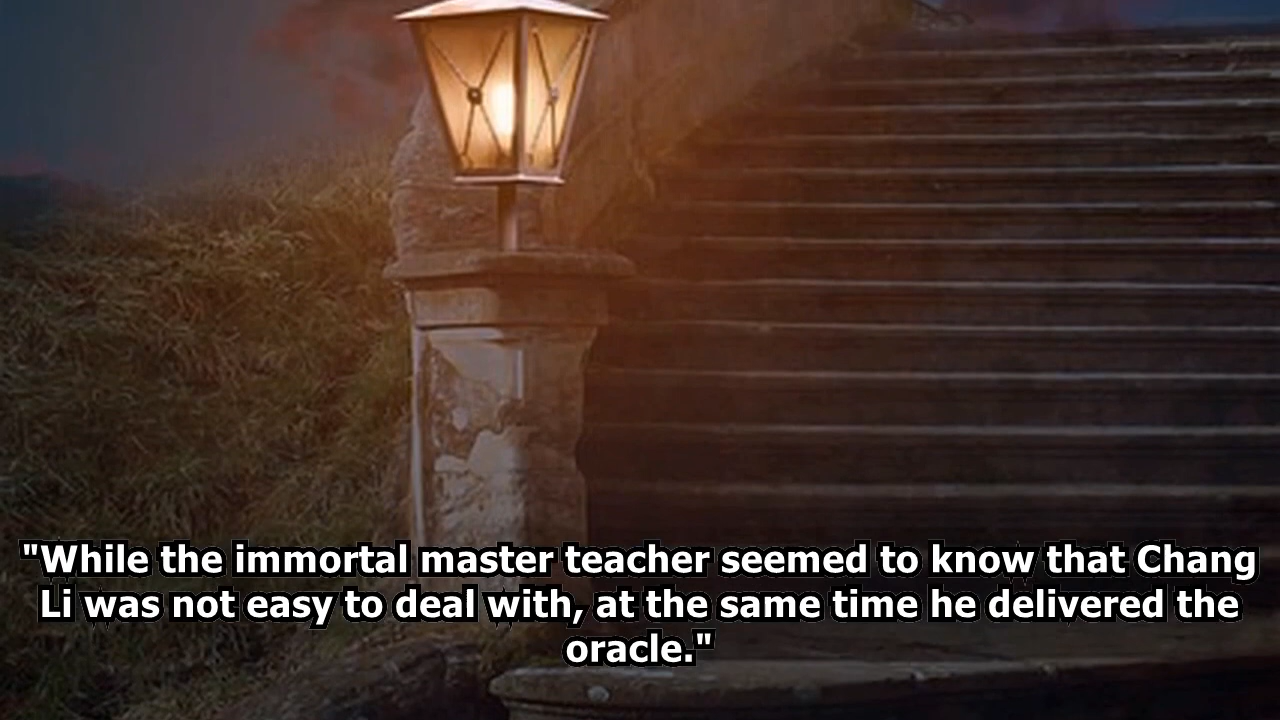 "While the immortal master teacher seemed to know that Chang
Li was not easy to deal with, at the same time he delivered the
oracle."